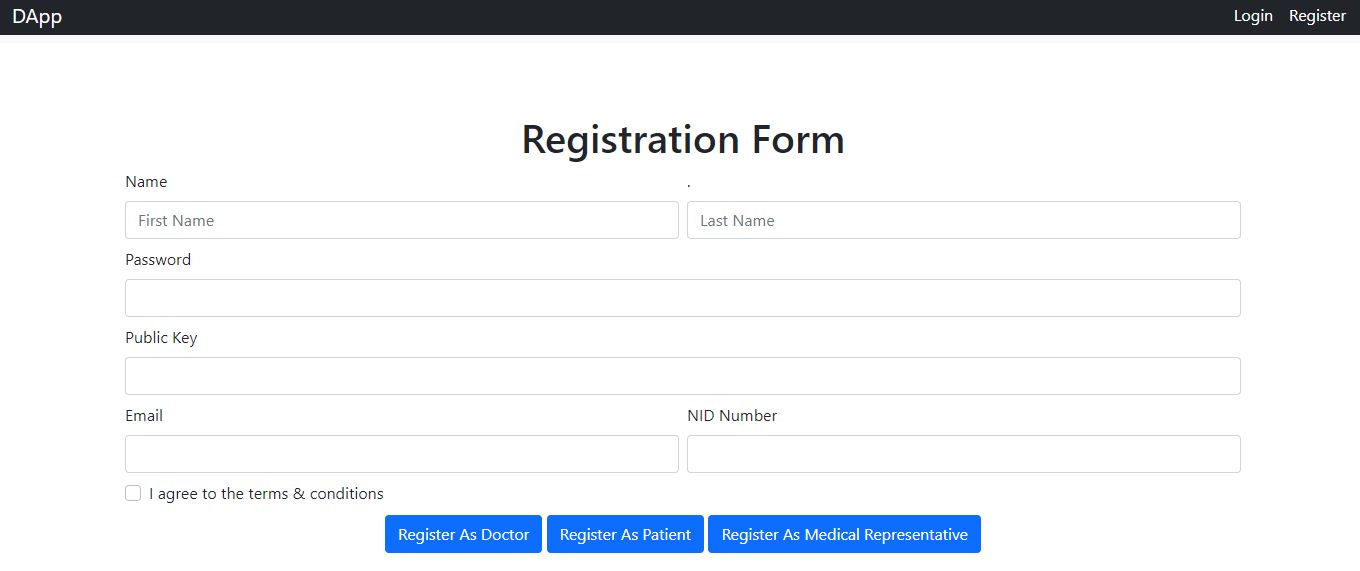 DApp Login Register
Registration Form
Name .
First Name Last Name
Password
Public Key
Email NID Number
I agree to the terms & conditions
Register As Doctor Register As Patient Register As Medical Representative